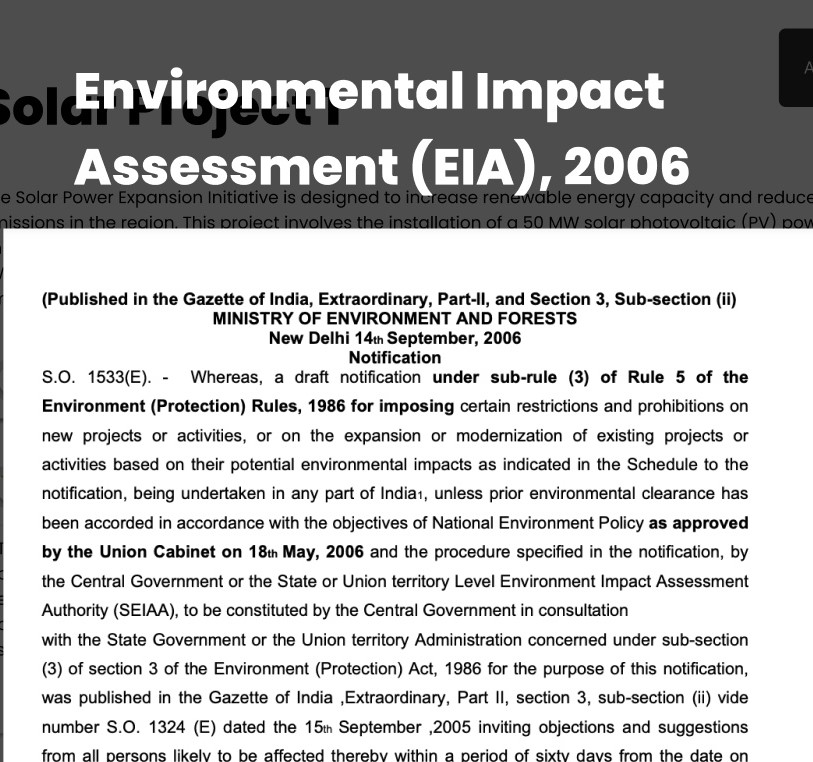 Environmental Impact
Solar Project 1
Assessment (EIA), 2006
e Solar Power Expansion Initiative is designed to increase renewable energy capacity and reduce
nissions in the region. This project involves the installation of a 50 MW solar photovoltaic (PV) pow
(Published in the Gazette of India, Extraordinary, Part-II, and Section 3, Sub-section (ii)
MINISTRY OF ENVIRONMENT AND FORESTS
New Delhi 14th September, 2006
Notification
S.O. 1533(E). - Whereas, a draft notification under sub-rule (3) of Rule 5 of the
Environment (Protection) Rules, 1986 for imposing certain restrictions and prohibitions on
new projects or activities, or on the expansion or modernization of existing projects or
activities based on their potential environmental impacts as indicated in the Schedule to the
notification, being undertaken in any part of India1, unless prior environmental clearance has
been accorded in accordance with the objectives of National Environment Policy as approved
by the Union Cabinet on 18th May, 2006 and the procedure specified in the notification, by
the Central Government or the State or Union territory Level Environment Impact Assessment
Authority (SEIAA), to be constituted by the Central Government in consultation
with the State Government or the Union territory Administration concerned under sub-section
(3) of section 3 of the Environment (Protection) Act, 1986 for the purpose of this notification,
was published in the Gazette of India ,Extraordinary, Part II, section 3, sub-section (ii) vide
number S.O. 1324 (E) dated the 15th September ,2005 inviting objections and suggestions
from all persons likely to be affected thereby within a period of sixty days from the date on